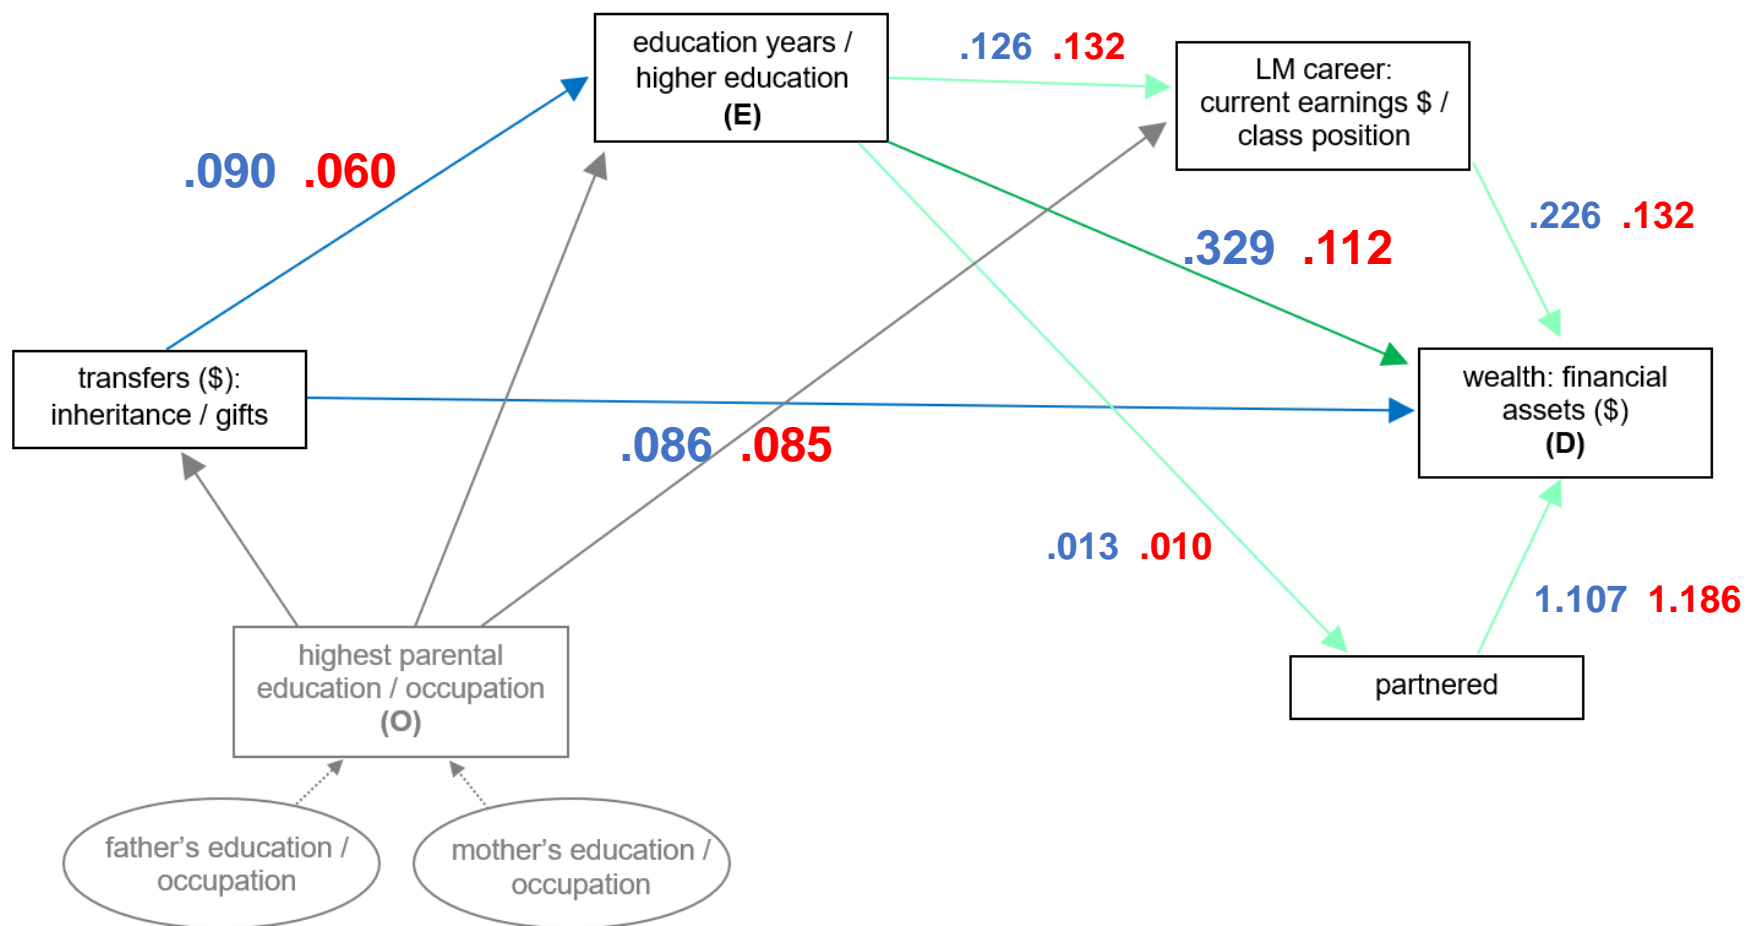 education years /
higher education
(E)
.126 .132
LM career:
current earnings $ /
class position
.090 .060
.226 .132
.329 .112
transfers ($):
inheritance / gifts
wealth: financial
assets ($)
(D)
.086 .085
.013 .010
1.107 1.186
highest parental
education / occupation
(O)
partnered
father's education /
occupation
mother's education /
occupation